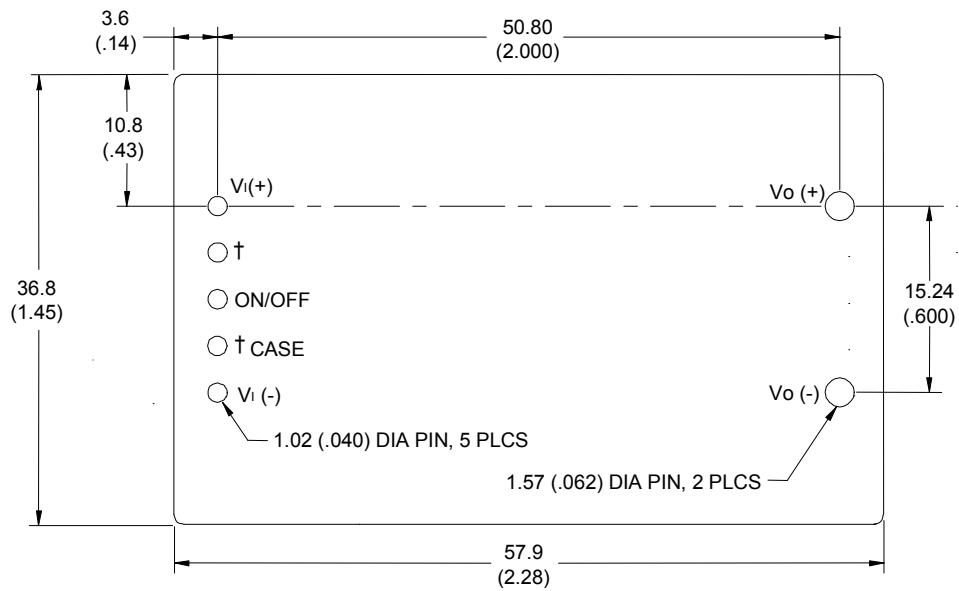 3.6
(.14)
50.80
(2.000)
10.8
(.43)
VI(+)
Vo (+)
†
ON/OFF
† CASE
VI (-)
Vo (-)
36.8
(1.45)
15.24
(.600)
1.02 (.040) DIA PIN, 5 PLCS
1.57 (.062) DIA PIN, 2 PLCS
57.9
(2.28)